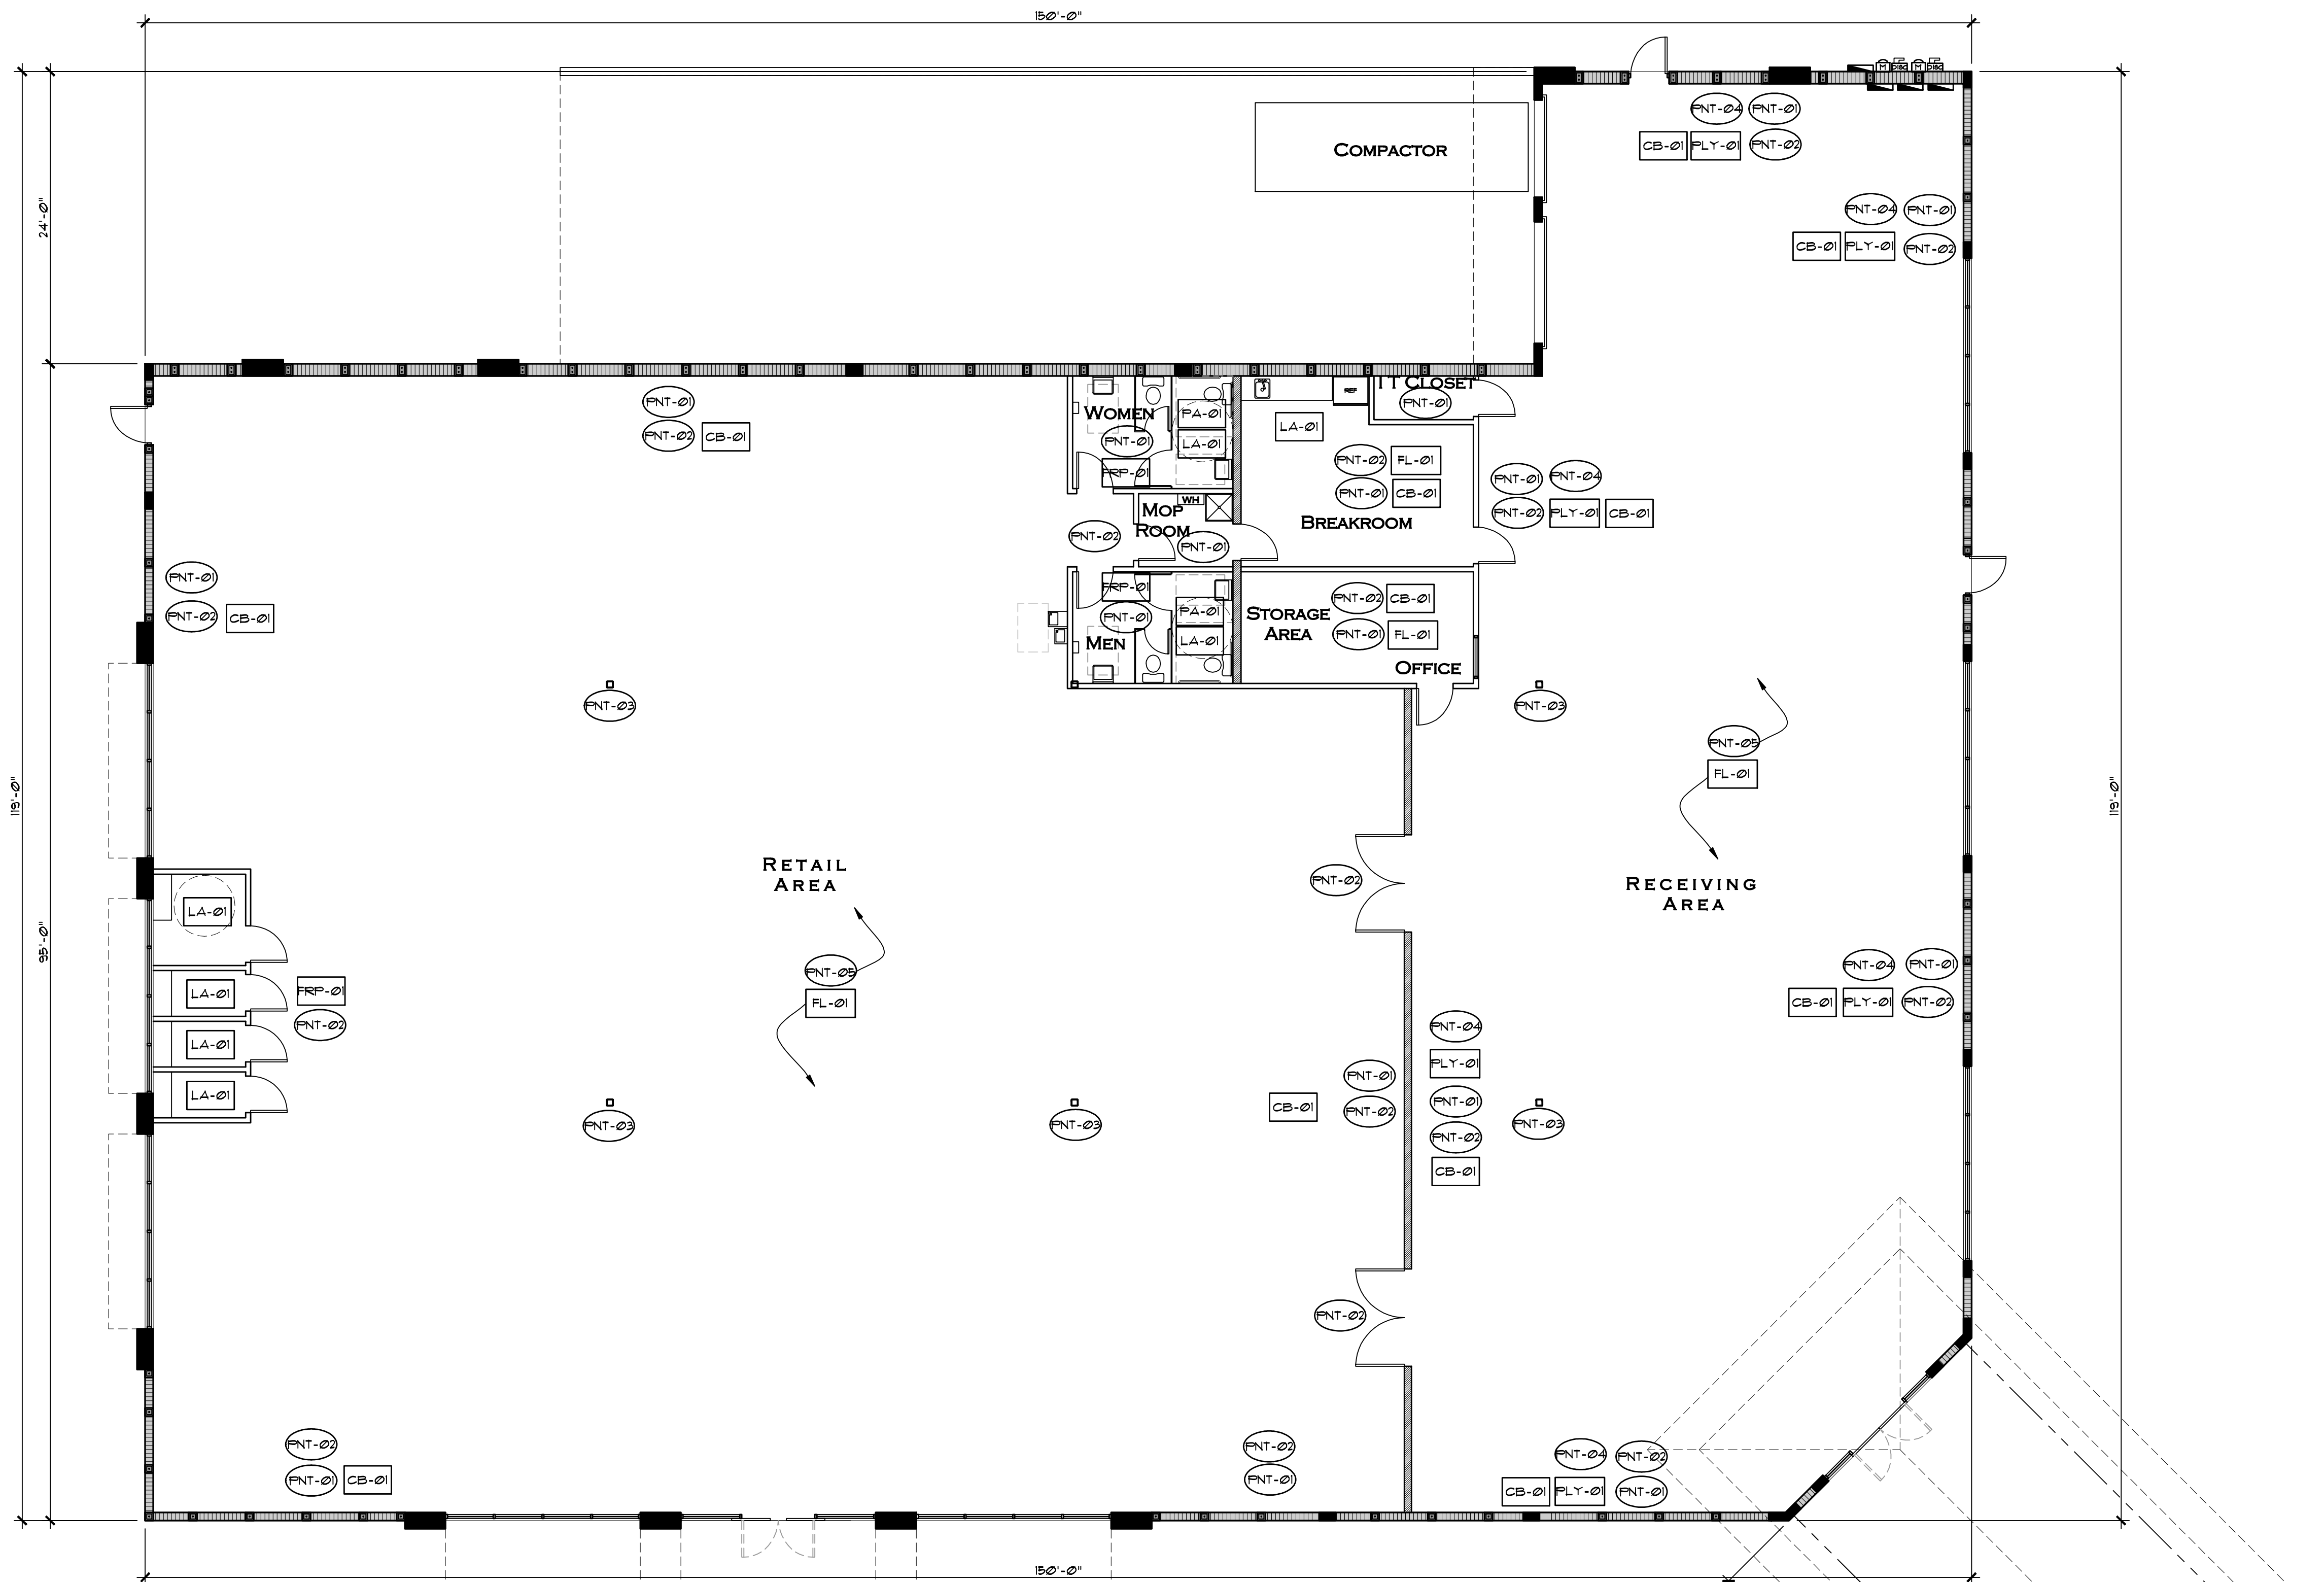 150'-0"
COMPACTOR
PNT-04 PNT-01
CB-01 PLY-01 PNT-02
24'-0"
PNT-04 PNT-01
CB-01 PLY-01 PNT-02
PNT-01
PNT-02 CB-01
WOMEN
PNT-01
FRP-01
PA-01
LA-01
REF
IT CLOSET
PNT-01
LA-01
PNT-02 FL-01
PNT-01 CB-01
BREAKROOM
PNT-01 PNT-04
PNT-02 PLY-01 CB-01
WH
MOP
ROOM
PNT-02
PNT-01
PNT-01
PNT-02 CB-01
FRP-01
PNT-01
MEN
PA-01
LA-01
STORAGE
AREA
PNT-02 CB-01
PNT-01 FL-01
OFFICE
PNT-03
PNT-03
PNT-05
FL-01
119'-0"
119'-0"
RETAIL
AREA
PNT-02
RECEIVING
AREA
95'-0"
LA-01
LA-01
LA-01
LA-01
FRP-01
PNT-02
PNT-05
FL-01
PNT-04 PNT-01
CB-01 PLY-01 PNT-02
PNT-03
PNT-03
CB-01
PNT-01
PNT-02
PNT-04
PLY-01
PNT-01
PNT-02
CB-01
PNT-03
PNT-02
PNT-02
PNT-01 CB-01
PNT-02
PNT-01
PNT-04 PNT-02
CB-01 PLY-01 PNT-01
150'-0"